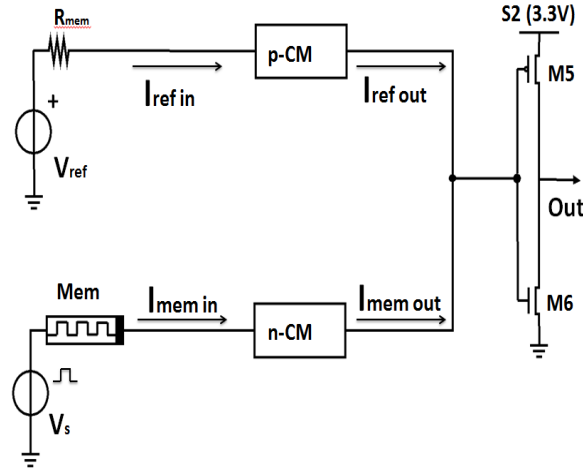 S2 (3.3V)
Rmem
p-CM
M5
Iref in
Iref out
+
Vref
Out
Mem
Imem in
Imem out
n-CM
M6
Vs